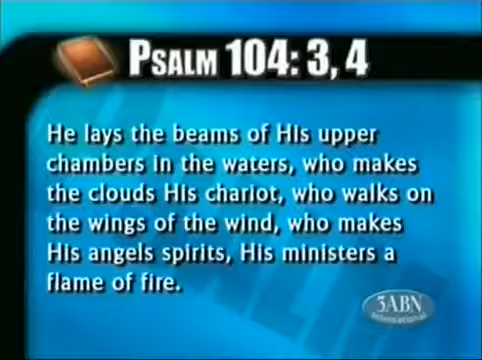 PSALM 104: 3, 4
He lays the beams of His upper
chambers in the waters, who makes
the clouds His chariot, who walks on
the wings of the wind, who makes
His angels spirits, His ministers a
flame of fire.
3ABN
International